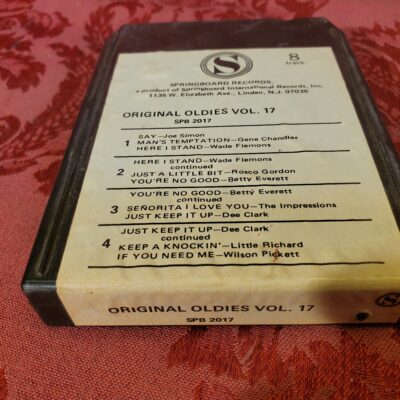 S
8
track
SPRINGBOARD RECORDS,
a product of Springboard International Records, Inc.
1135 W. Elizabeth Ave., Linden, N.J. 07036
ORIGINAL OLDIES VOL. 17
SPB 2017
SAY-Joe Simon
1 MAN'S TEMPTATION-Gene Chandler
HERE I STAND-Wade Flemons
HERE I STAND-Wade Flemons
continued
2 JUST A LITTLE BIT-Rosco Gordon
YOU'RE NO GOOD-Betty Everett
YOU'RE NO GOOD-Betty Everett
continued
3 SEÑORITA I LOVE YOU-The Impressions
JUST KEEP IT UP-Dee Clark
JUST KEEP IT UP-Dee Clark
continued
4 KEEP A KNOCKIN'-Little Richard
IF YOU NEED ME-Wilson Pickett
ORIGINAL OLDIES VOL. 17
SPB 2017
S